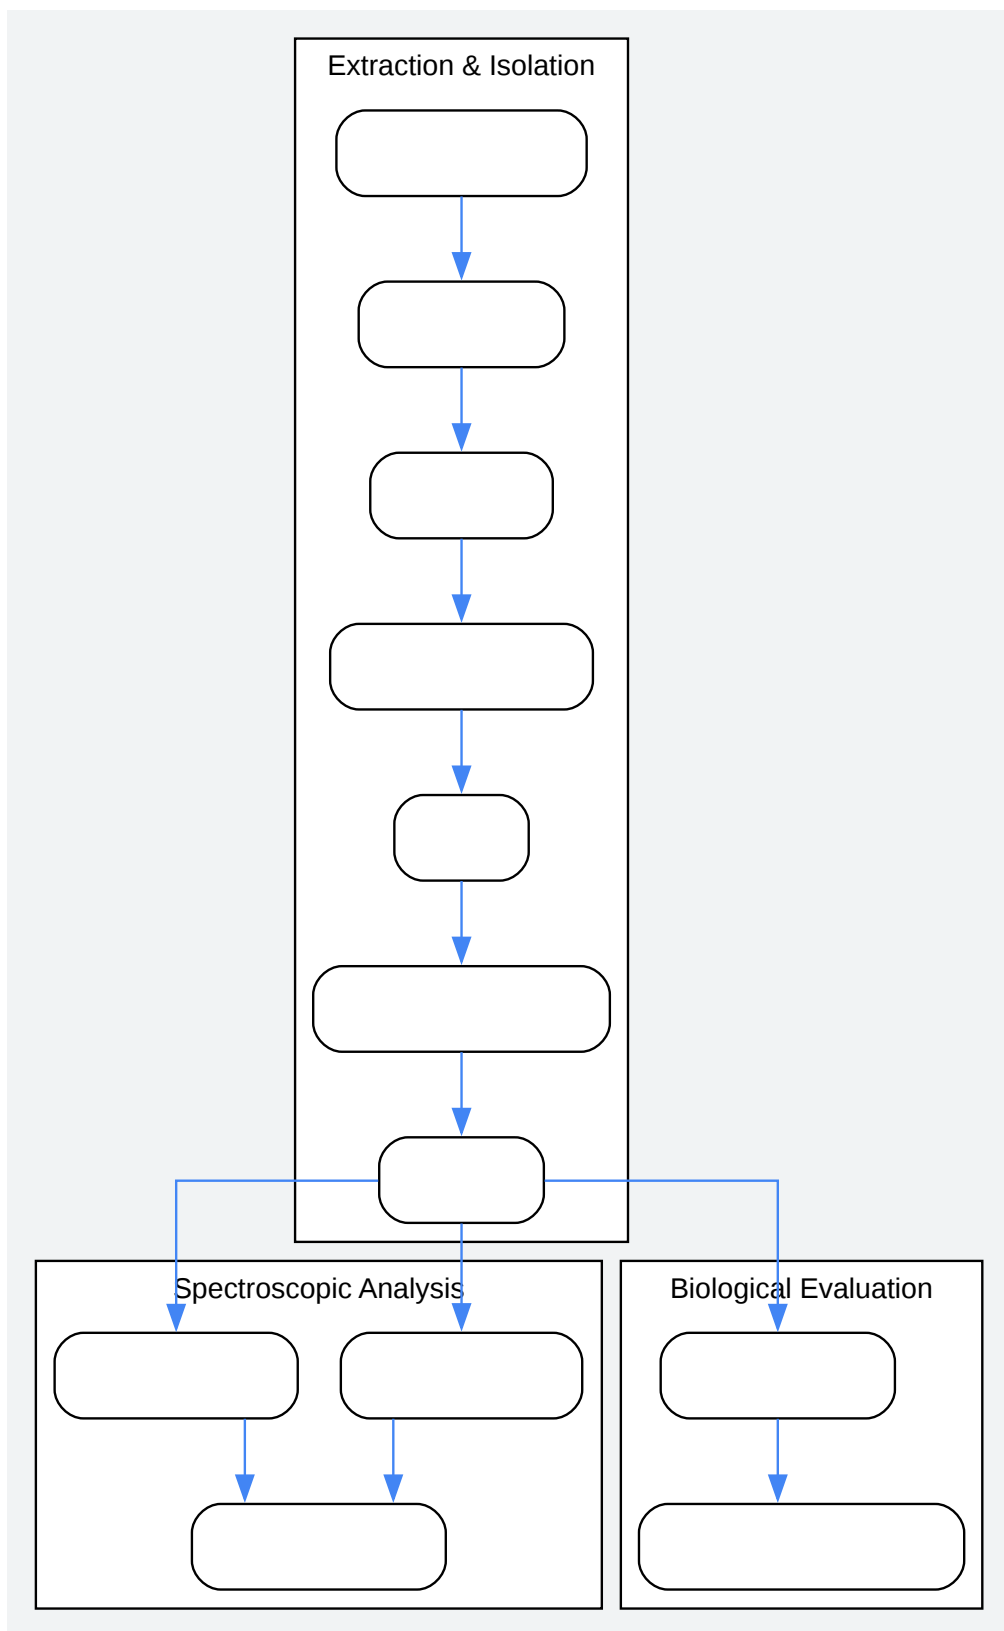 Extraction & Isolation
Spectroscopic Analysis
Biological Evaluation